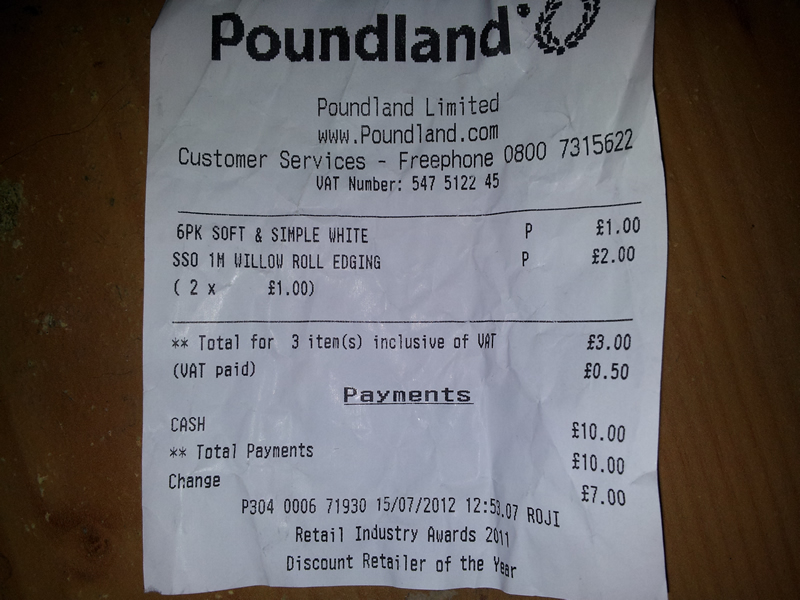 Poundland
Poundland Limited
www.Poundland.com
Customer Services - Freephone 0800 7315622
VAT Number: 547 5122 45
6PK SOFT & SIMPLE WHITE P £1.00
SSO 1M WILLOW ROLL EDGING P £2.00
( 2 x £1.00)
** Total for 3 item(s) inclusive of VAT £3.00
(VAT paid) £0.50
Payments
CASH £10.00
** Total Payments £10.00
Change £7.00
P304 0006 71930 15/07/2012 12:53.07 ROJI
Retail Industry Awards 2011
Discount Retailer of the Year